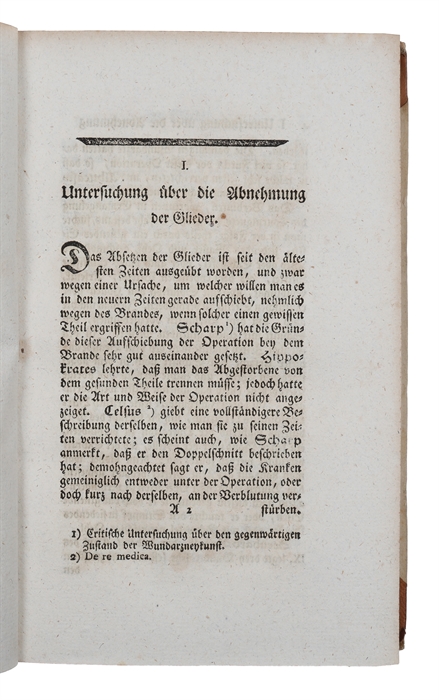 I.
Untersuchung über die Abnehmung
der Glieder.
Das Absetzen der Glieder ist seit den älte-
sten Zeiten ausgeübt worden, und zwar
wegen einer Ursache, um welcher willen man es
in den neuern Zeiten gerade aufschiebt, nehmlich
wegen des Brandes, wenn solcher einen gewissen
Theil ergriffen hatte. Scharp 1) hat die Grün-
de dieser Aufschiebung der Operation bey dem
Brande sehr gut auseinander gesetzt. Hippo-
krates lehrte, daß man das Abgestorbene von
dem gesunden Theile trennen müsse; jedoch hatte
er die Art und Weise der Operation nicht ange-
zeiget. Celsus 2) giebt eine vollständigere Be-
schreibung derselben, wie man sie zu seinen Zei-
ten verrichtete; es scheint auch, wie Scharp
anmerkt, daß er den Doppelschnitt beschrieben
hat; demohngeachtet sagt er, daß die Kranken
gemeiniglich entweder unter der Operation, oder
doch kurz nach derselben, an der Verblutung ver-
A 2 stürben.
1) Critische Untersuchung über den gegenwärtigen
Zustand der Wundarzneykunst.
2) De re medica.